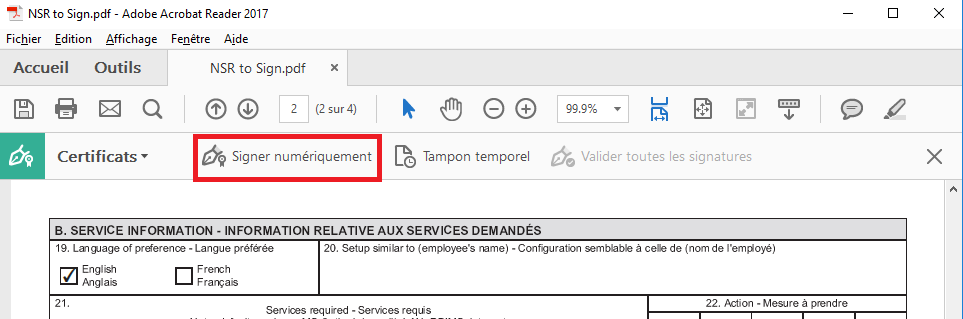 NSR to Sign.pdf - Adobe Acrobat Reader 2017
Fichier Edition Affichage Fenêtre Aide
Accueil Outils NSR to Sign.pdf ×
2 (2 sur 4) 99.9%
Certificats Signer numériquement Tampon temporel Valider toutes les signatures
B. SERVICE INFORMATION - INFORMATION RELATIVE AUX SERVICES DEMANDÉS
19. Language of preference - Langue préférée 20. Setup similar to (employee's name) - Configuration semblable à celle de (nom de l'employé)
English French
Anglais Français
21. Services required - Services requis 22. Action - Mesure à prendre